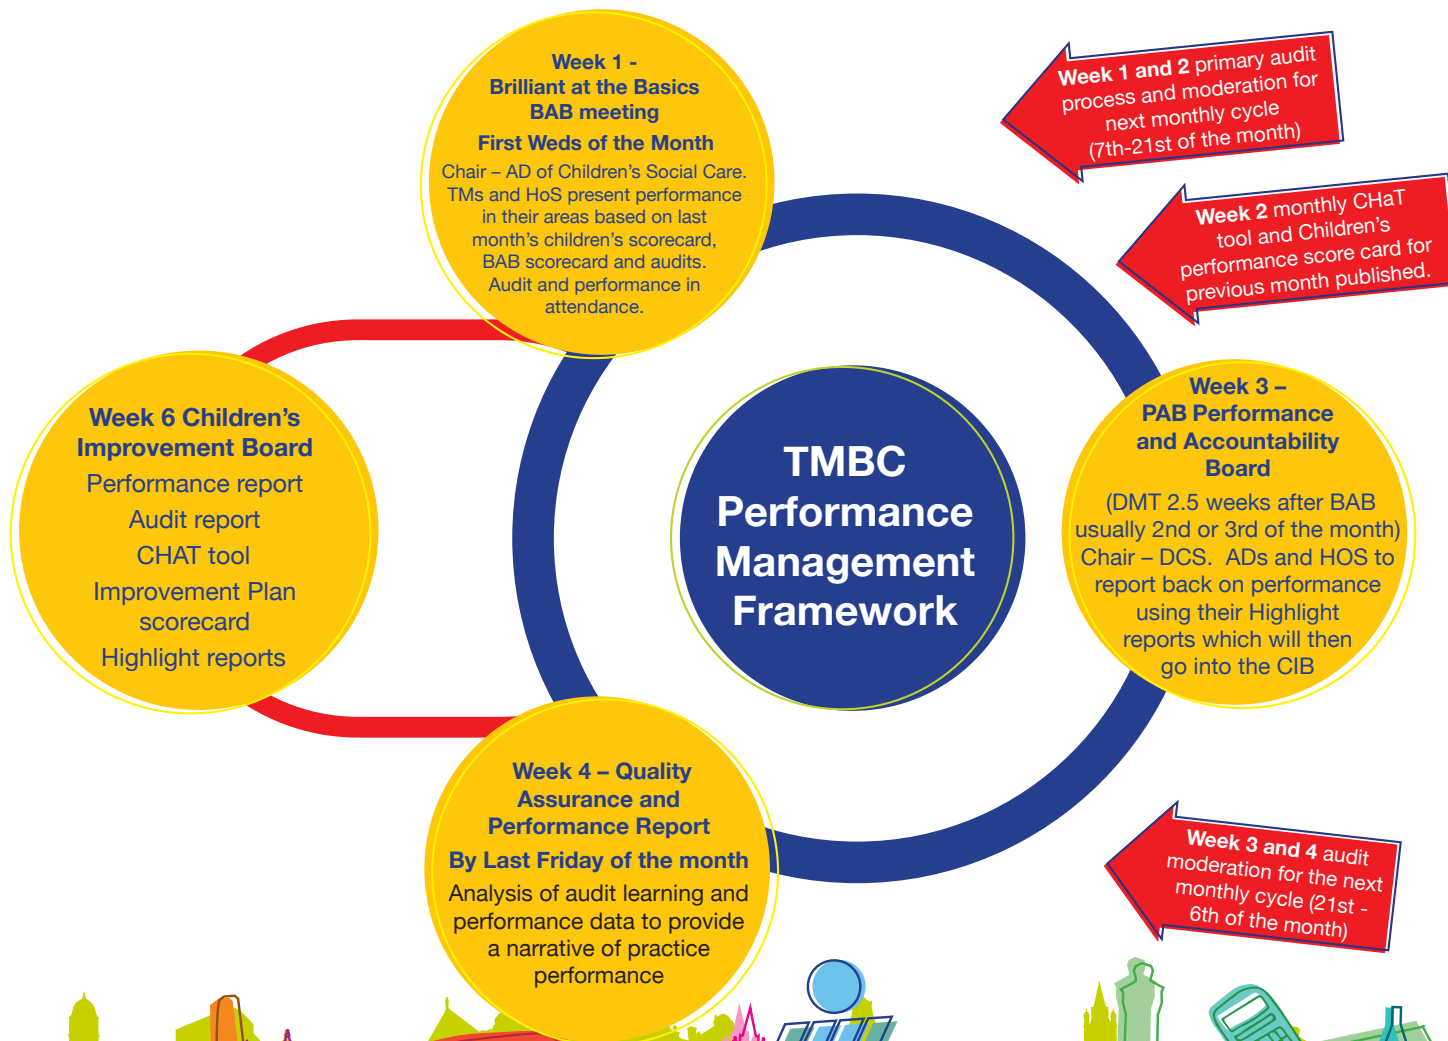 Week 1 -
Brilliant at the Basics
BAB meeting
First Weds of the Month
Chair – AD of Children’s Social Care.
TMs and HoS present performance
in their areas based on last
month’s children’s scorecard,
BAB scorecard and audits.
Audit and performance in
attendance.
Week 1 and 2 primary audit
process and moderation for
next monthly cycle
(7th-21st of the month)
Week 2 monthly CHaT
tool and Children’s
performance score card for
previous month published.
Week 3 –
PAB Performance
and Accountability
Board
(DMT 2.5 weeks after BAB
usually 2nd or 3rd of the month)
Chair – DCS.  ADs and HOS to
report back on performance
using their Highlight
reports which will then
go into the CIB
TMBC
Performance
Management
Framework
Week 6 Children’s
Improvement Board
Performance report
Audit report
CHAT tool
Improvement Plan
scorecard
Highlight reports
Week 4 – Quality
Assurance and
Performance Report
By Last Friday of the month
Analysis of audit learning and
performance data to provide
a narrative of practice
performance
Week 3 and 4 audit
moderation for the next
monthly cycle (21st -
6th of the month)